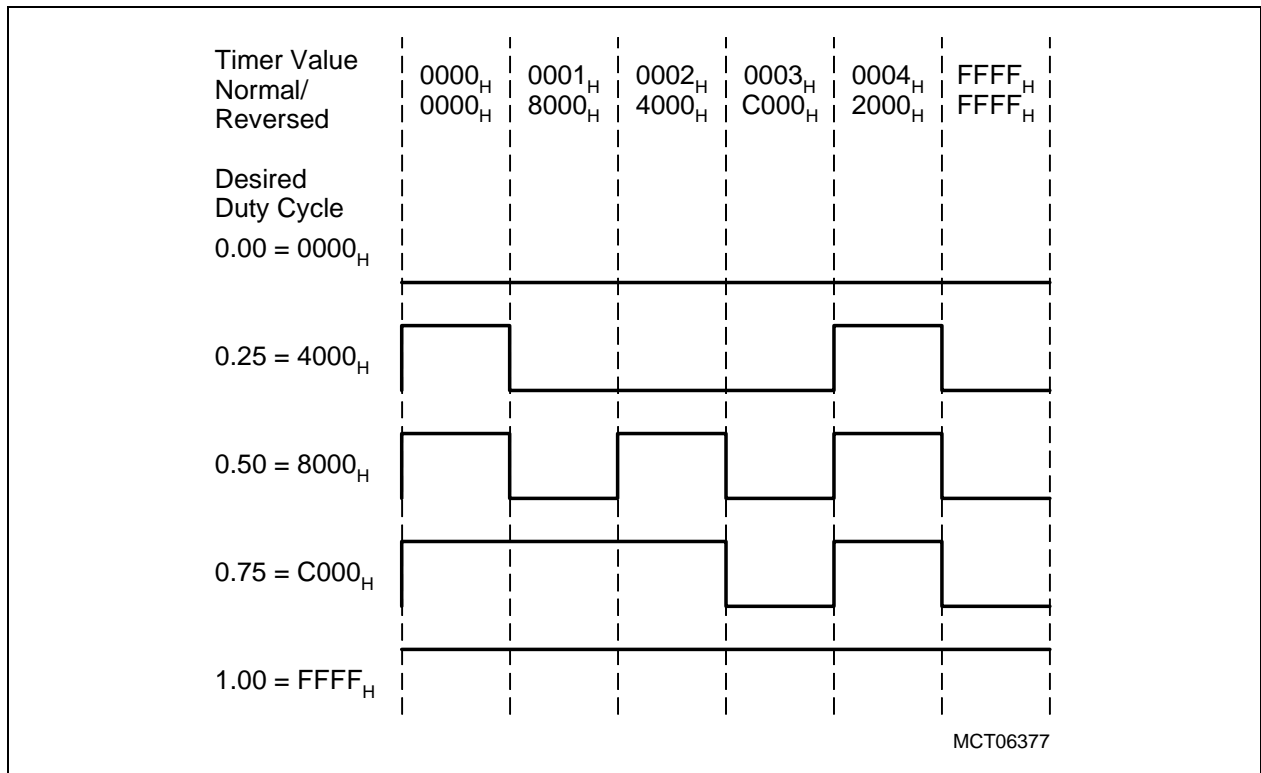 Timer Value
Normal/
Reversed
0000H 0001H 0002H 0003H 0004H FFFFH
0000H 8000H 4000H C000H 2000H FFFFH
Desired
Duty Cycle
0.00 = 0000H
0.25 = 4000H
0.50 = 8000H
0.75 = C000H
1.00 = FFFFH
MCT06377